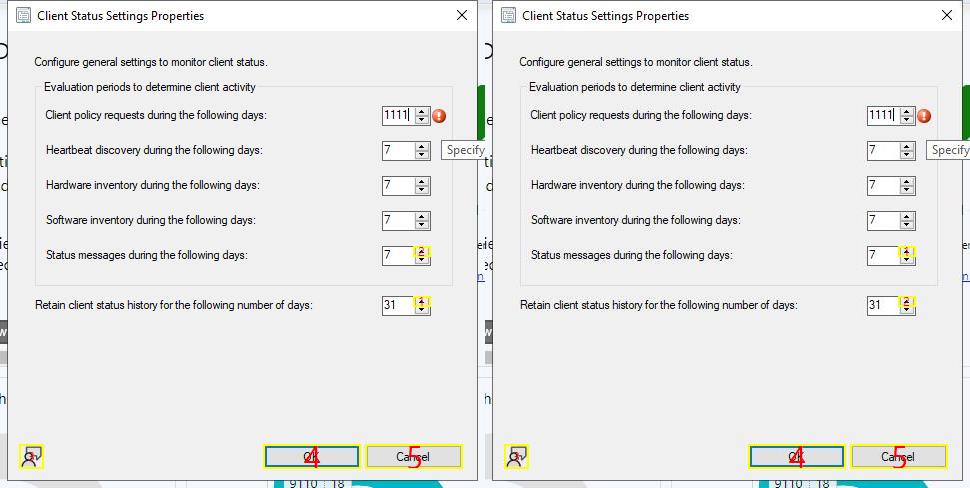 Client Status Settings Properties
Configure general settings to monitor client status.
Evaluation periods to determine client activity
Client policy requests during the following days:
1111
Heartbeat discovery during the following days:
7
Specify
Hardware inventory during the following days:
7
Software inventory during the following days:
7
Status messages during the following days:
7
Retain client status history for the following number of days:
31
OK
4
Cancel
5
9110
18
Client Status Settings Properties
Configure general settings to monitor client status.
Evaluation periods to determine client activity
Client policy requests during the following days:
1111
Heartbeat discovery during the following days:
7
Specify
Hardware inventory during the following days:
7
Software inventory during the following days:
7
Status messages during the following days:
7
Retain client status history for the following number of days:
31
OK
4
Cancel
5
9110
18